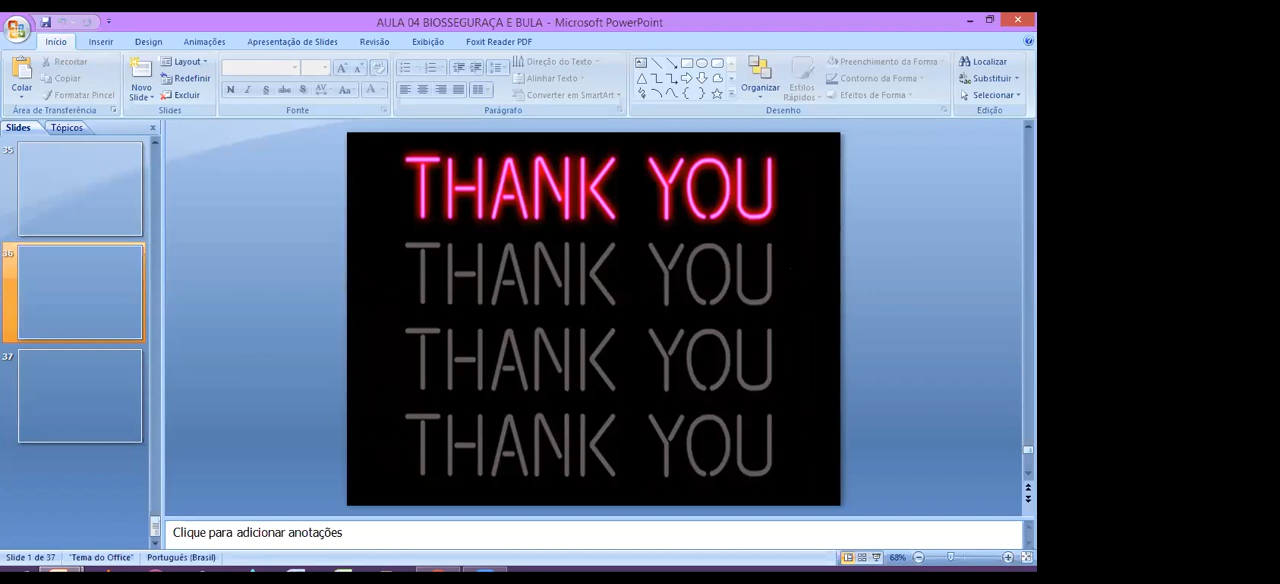 AULA 04 BIOSSEGURAÇA E BULA - Microsoft PowerPoint
Início Inserir Design Animações Apresentação de Slides Revisão Exibição Foxit Reader PDF
Colar
Recortar
Copiar
Formatar Pincel
Área de Transferência
Novo
Slide
Layout
Redefinir
Excluir
Slides
N I S abe S AV Aa A
Fonte
Direção do Texto
Alinhar Texto
Converter em SmartArt
Parágrafo
Organizar
Estilos
Rápidos
Preenchimento da Forma
Contorno da Forma
Efeitos de Forma
Desenho
Localizar
Substituir
Selecionar
Edição
Slides Tópicos x
35
36
37
THANK YOU
THANK YOU
THANK YOU
THANK YOU
Clique para adicionar anotações
Slide 1 de 37 "Tema do Office" Português (Brasil) 68%